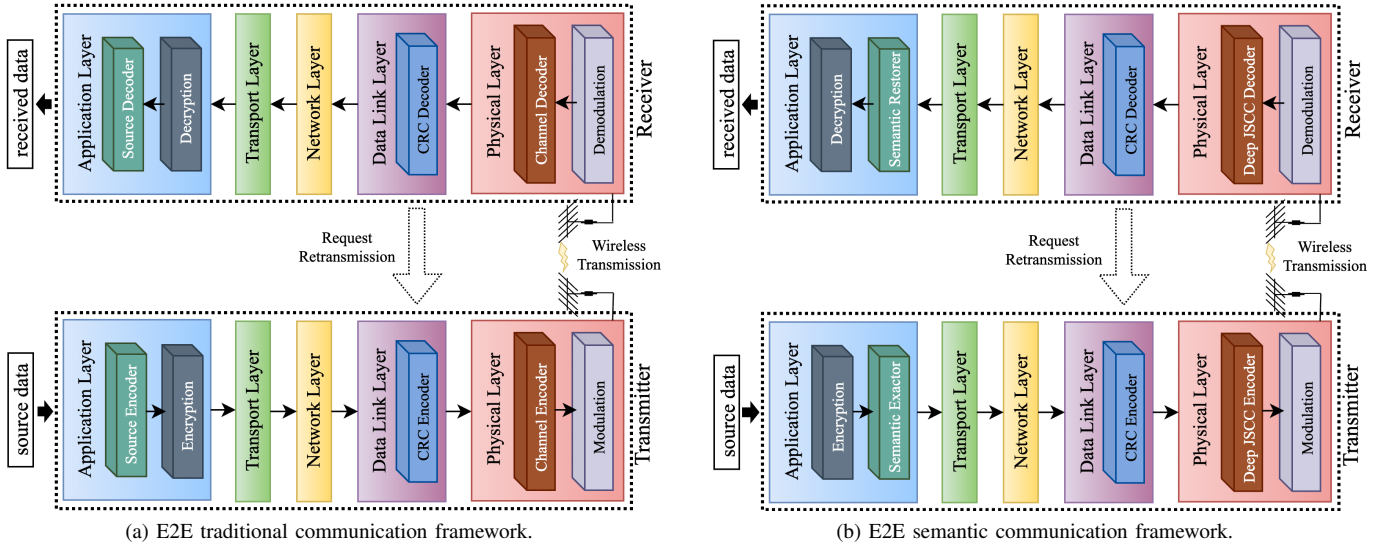 received data
Application Layer
Source Decoder
Decryption
Transport Layer
Network Layer
Data Link Layer
CRC Decoder
Physical Layer
Channel Decoder
Demodulation
Receiver
Request
Retransmission
Wireless
Transmission
source data
Application Layer
Source Encoder
Encryption
Transport Layer
Network Layer
Data Link Layer
CRC Encoder
Physical Layer
Channel Encoder
Modulation
Transmitter
(a) E2E traditional communication framework.
received data
Application Layer
Decryption
Semantic Restorer
Transport Layer
Network Layer
Data Link Layer
CRC Decoder
Physical Layer
Deep JSCC Decoder
Demodulation
Receiver
Request
Retransmission
Wireless
Transmission
source data
Application Layer
Encryption
Semantic Exactor
Transport Layer
Network Layer
Data Link Layer
CRC Encoder
Physical Layer
Deep JSCC Encoder
Modulation
Transmitter
(b) E2E semantic communication framework.